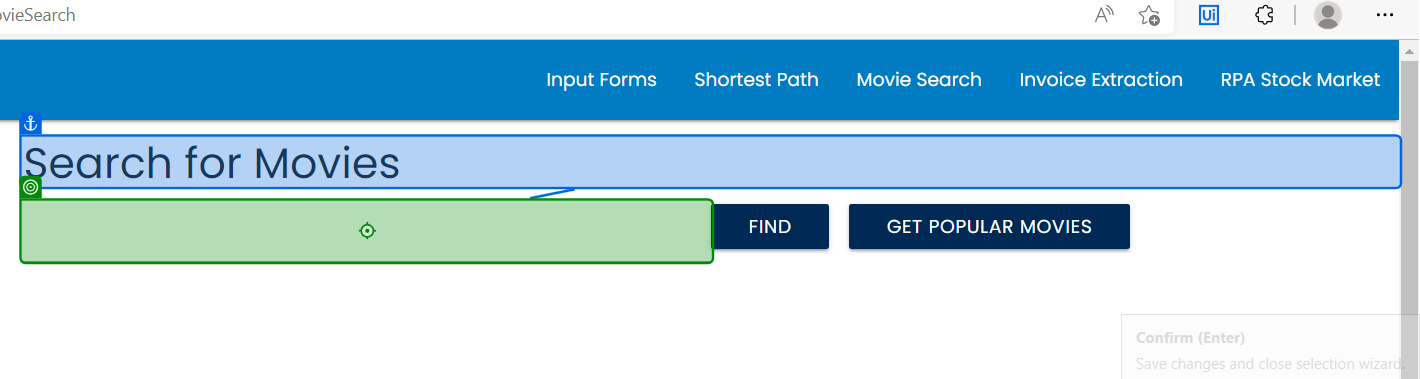 ovieSearch
Ui
Input Forms Shortest Path Movie Search Invoice Extraction RPA Stock Market
Search for Movies
FIND GET POPULAR MOVIES
Confirm (Enter)
Save changes and close selection wizard.